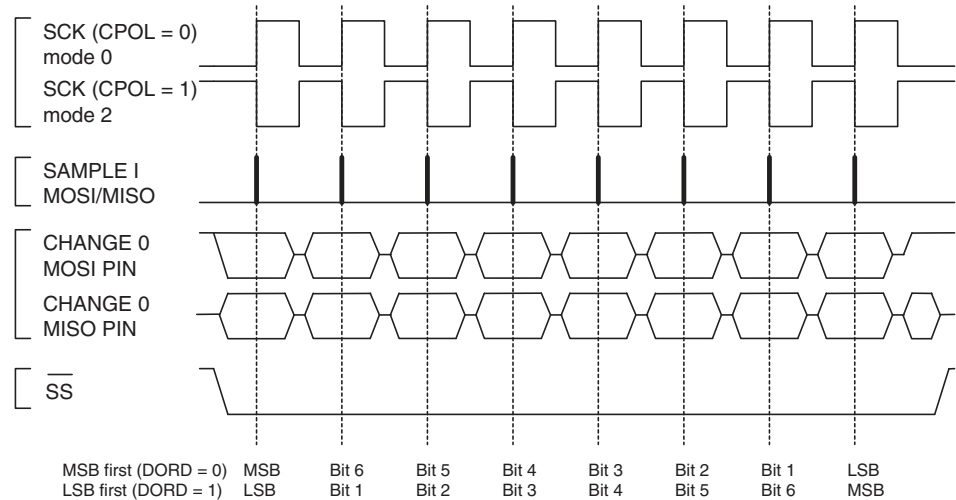 SCK (CPOL = 0)
mode 0
SCK (CPOL = 1)
mode 2
SAMPLE I
MOSI/MISO
CHANGE 0
MOSI PIN
CHANGE 0
MISO PIN
SS
MSB first (DORD = 0) MSB Bit 6 Bit 5 Bit 4 Bit 3 Bit 2 Bit 1 LSB
LSB first (DORD = 1) LSB Bit 1 Bit 2 Bit 3 Bit 4 Bit 5 Bit 6 MSB